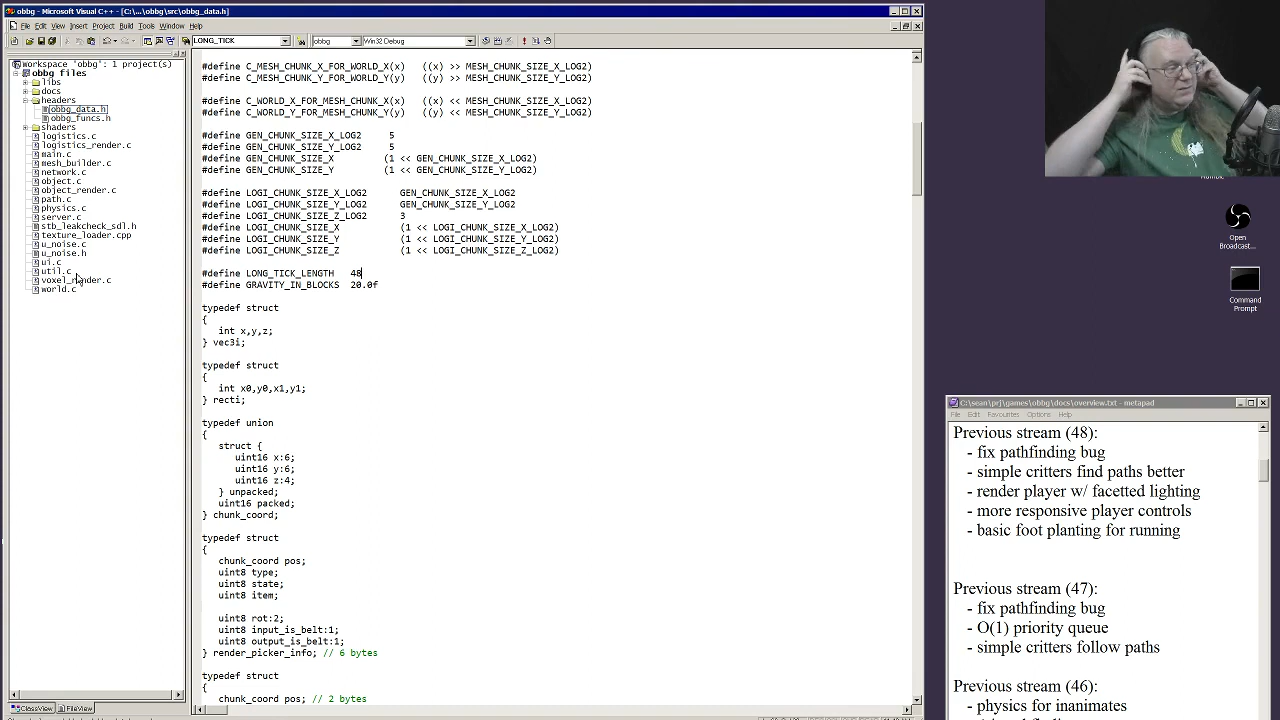 obbg - Microsoft Visual C++ - [C:\...\obbg\src\obbg_data.h]
File Edit View Insert Project Build Tools Window Help
LONG_TICK
obbg
Win32 Debug
Workspace 'obbg': 1 project(s)
obbg files
libs
docs
headers
obbg_data.h
obbg_funcs.h
shaders
logistics.c
logistics_render.c
main.c
mesh_builder.c
network.c
object.c
object_render.c
path.c
physics.c
server.c
stb_leakcheck_sdl.h
texture_loader.cpp
u_noise.c
u_noise.h
ui.c
util.c
voxel_render.c
world.c
ClassView
FileView
#define C_MESH_CHUNK_X_FOR_WORLD_X(x) ((x) >> MESH_CHUNK_SIZE_X_LOG2)
#define C_MESH_CHUNK_Y_FOR_WORLD_Y(y) ((y) >> MESH_CHUNK_SIZE_Y_LOG2)
#define C_WORLD_X_FOR_MESH_CHUNK_X(x) ((x) << MESH_CHUNK_SIZE_X_LOG2)
#define C_WORLD_Y_FOR_MESH_CHUNK_Y(y) ((y) << MESH_CHUNK_SIZE_Y_LOG2)
#define GEN_CHUNK_SIZE_X_LOG2 5
#define GEN_CHUNK_SIZE_Y_LOG2 5
#define GEN_CHUNK_SIZE_X (1 << GEN_CHUNK_SIZE_X_LOG2)
#define GEN_CHUNK_SIZE_Y (1 << GEN_CHUNK_SIZE_Y_LOG2)
#define LOGI_CHUNK_SIZE_X_LOG2 GEN_CHUNK_SIZE_X_LOG2
#define LOGI_CHUNK_SIZE_Y_LOG2 GEN_CHUNK_SIZE_Y_LOG2
#define LOGI_CHUNK_SIZE_Z_LOG2 3
#define LOGI_CHUNK_SIZE_X (1 << LOGI_CHUNK_SIZE_X_LOG2)
#define LOGI_CHUNK_SIZE_Y (1 << LOGI_CHUNK_SIZE_Y_LOG2)
#define LOGI_CHUNK_SIZE_Z (1 << LOGI_CHUNK_SIZE_Z_LOG2)
#define LONG_TICK_LENGTH 48
#define GRAVITY_IN_BLOCKS 20.0f
typedef struct
{
int x,y,z;
} vec3i;
typedef struct
{
int x0,y0,x1,y1;
} recti;
typedef union
{
struct {
uint16 x:6;
uint16 y:6;
uint16 z:4;
} unpacked;
uint16 packed;
} chunk_coord;
typedef struct
{
chunk_coord pos;
uint8 type;
uint8 state;
uint8 item;
uint8 rot:2;
uint8 input_is_belt:1;
uint8 output_is_belt:1;
} render_picker_info; // 6 bytes
typedef struct
{
chunk_coord pos; // 2 bytes
Open
Broadcast...
Command
Prompt
C:\sean\prj\games\obbg\docs\overview.txt - metapad
File Edit Favourites Options Help
Previous stream (48):
- fix pathfinding bug
- simple critters find paths better
- render player w/ facetted lighting
- more responsive player controls
- basic foot planting for running
Previous stream (47):
- fix pathfinding bug
- O(1) priority queue
- simple critters follow paths
Previous stream (46):
- physics for inanimates